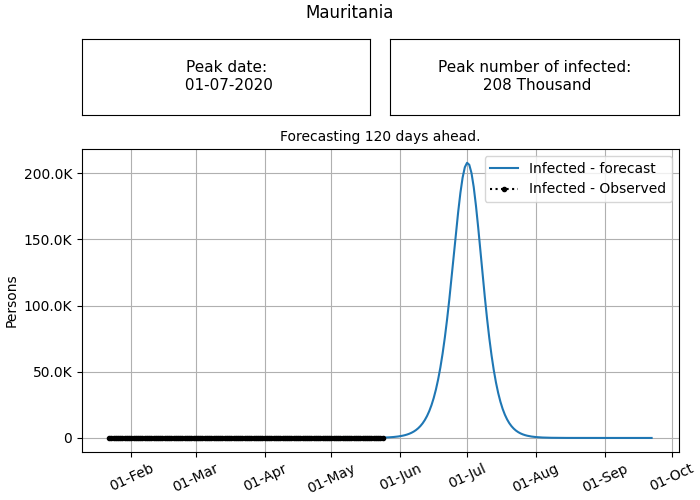 Mauritania
Peak date:
01-07-2020
Peak number of infected:
208 Thousand
Forecasting 120 days ahead.
Infected - forecast
Infected - Observed
200.0K
150.0K
100.0K
50.0K
0
Persons
01-Feb
01-Mar
01-Apr
01-May
01-Jun
01-Jul
01-Aug
01-Sep
01-Oct